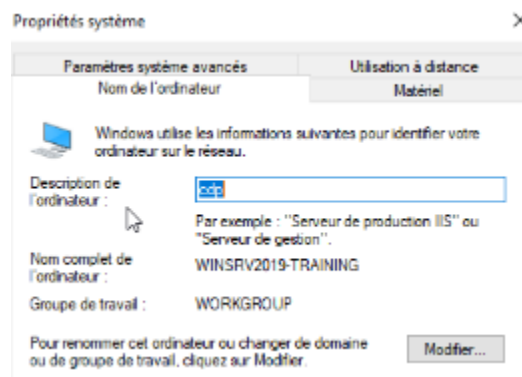 Propriétés système
Paramètres système avancés
Utilisation à distance
Nom de l'ordinateur
Matériel
Windows utilise les informations suivantes pour identifier votre
ordinateur sur le réseau.
Description de
l'ordinateur :
cdp
Par exemple : "Serveur de production IIS" ou
"Serveur de gestion".
Nom complet de
l'ordinateur :
WINSRV2019-TRAINING
Groupe de travail :
WORKGROUP
Pour renommer cet ordinateur ou changer de domaine
ou de groupe de travail, cliquez sur Modifier.
Modifier...